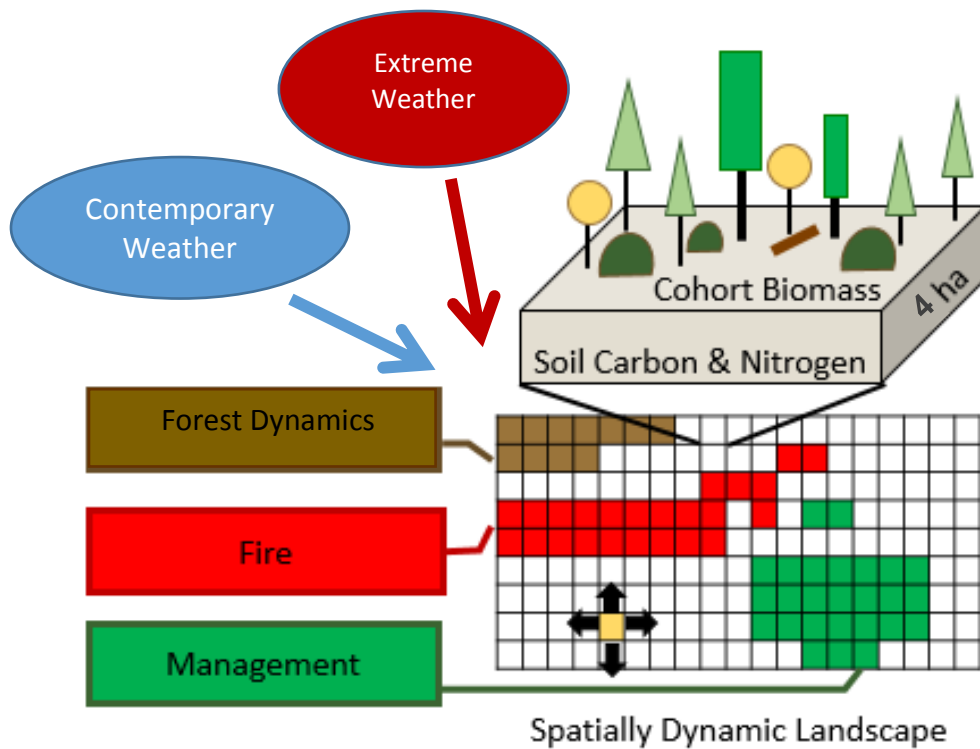 Extreme
Weather
Contemporary
Weather
Cohort Biomass
4 ha
Soil Carbon & Nitrogen
Forest Dynamics
Fire
Management
Spatially Dynamic Landscape